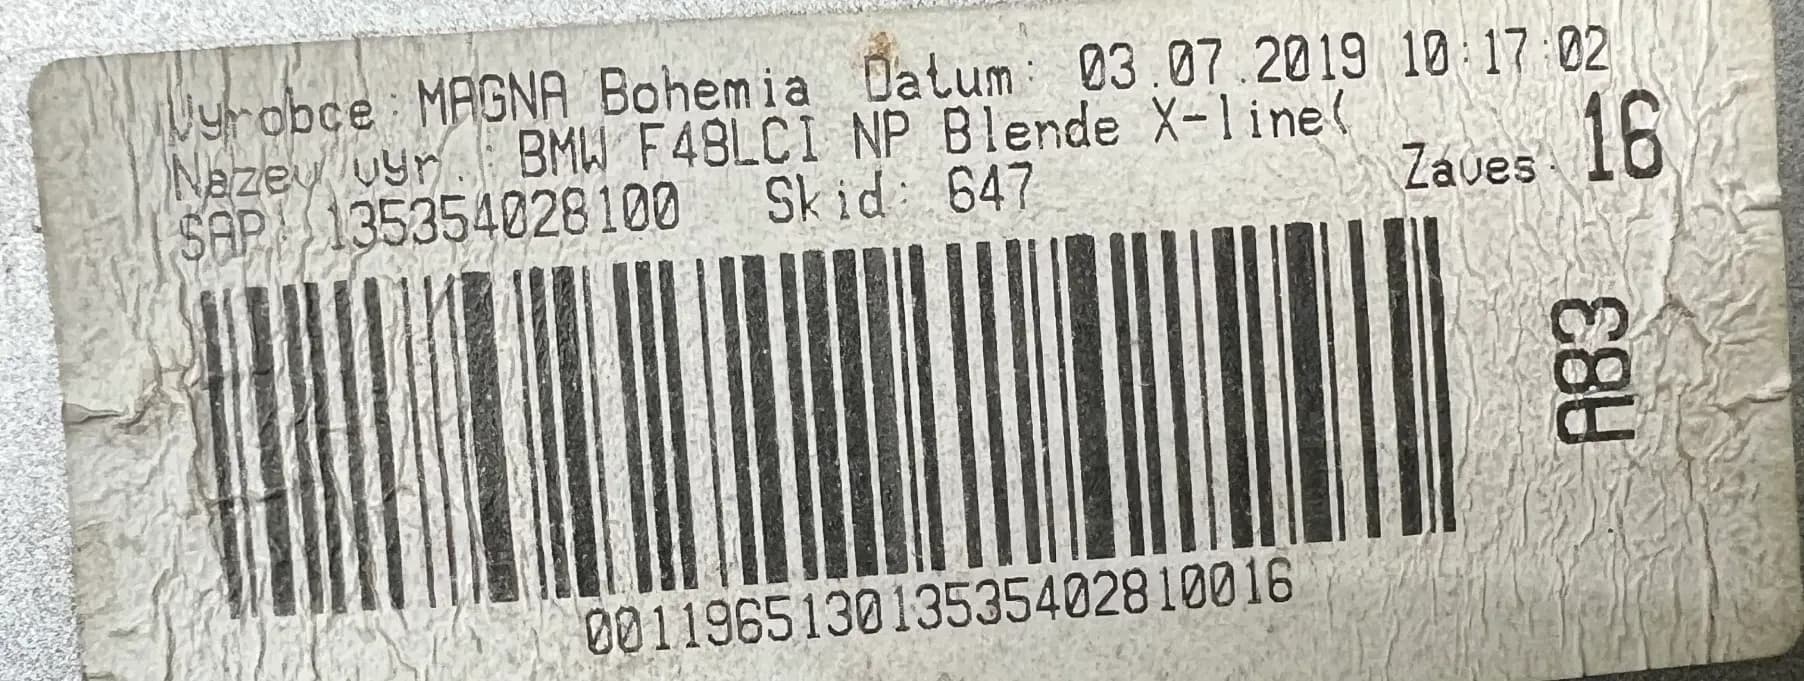 Vyrobce: MAGNA Bohemia Datum: 03.07.2019 10:17:02
Nazev vyr.: BMW F48LCI NP Blende X-line(
SAP: 135354028100 Skid: 647 Zaves: 16
A83
001196513013535402810016